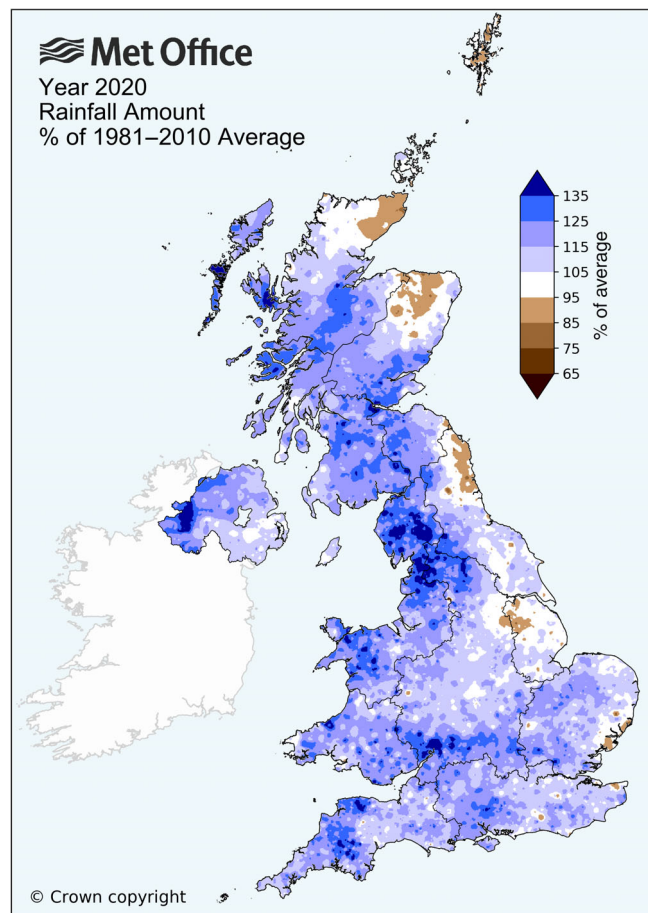 Met Office
Year 2020
Rainfall Amount
% of 1981–2010 Average
135
125
115
105
95
85
75
65
% of average
© Crown copyright